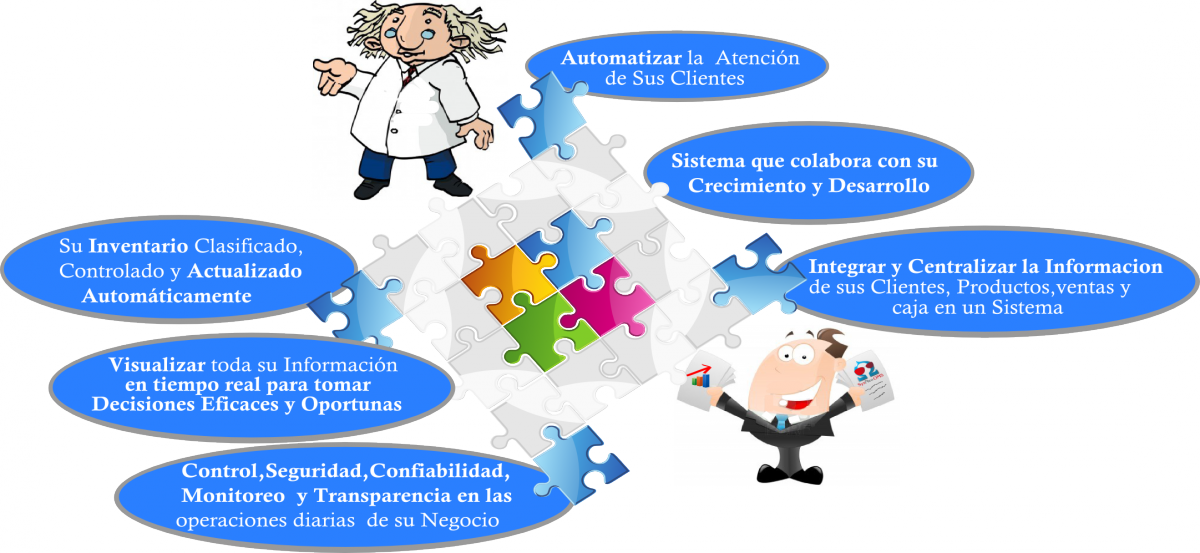 Automatizar la Atención
de Sus Clientes
Sistema que colabora con su
Crecimiento y Desarrollo
Su Inventario Clasificado,
Controlado y Actualizado
Automáticamente
Integrar y Centralizar la Informacion
de sus Clientes, Productos,ventas y
caja en un Sistema
Visualizar toda su Información
en tiempo real para tomar
Decisiones Eficaces y Oportunas
Control,Seguridad,Confiabilidad,
Monitoreo y Transparencia en las
operaciones diarias de su Negocio